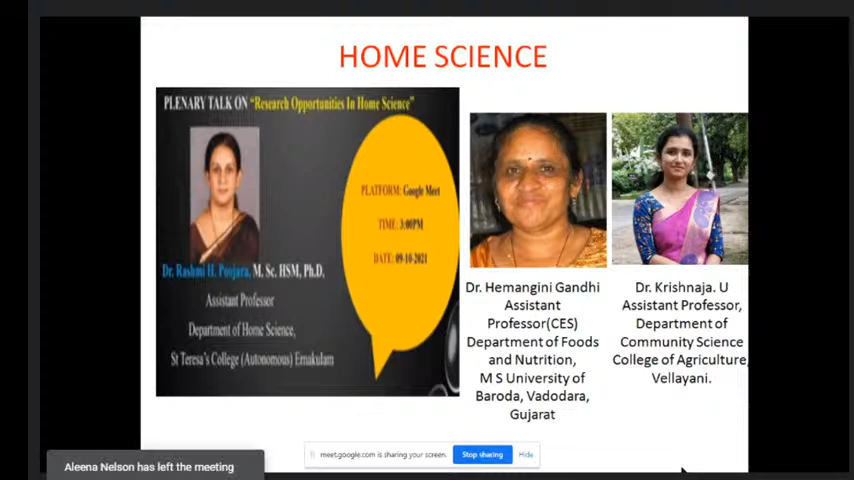 HOME SCIENCE
PLENARY TALK ON "Research Opportunities In Home Science"
PLATFORM: Google Meet
TIME: 3:00PM
DATE: 09-10-2021
Dr. Rashmi H. Poojara, M. Sc. HSM, Ph.D,
Assistant Professor
Department of Home Science,
St Teresa's College (Autonomous) Ernakulam
Dr. Hemangini Gandhi
Assistant
Professor(CES)
Department of Foods
and Nutrition,
M S University of
Baroda, Vadodara,
Gujarat
Dr. Krishnaja. U
Assistant Professor,
Department of
Community Science
College of Agriculture,
Vellayani.
meet.google.com is sharing your screen.
Stop sharing
Hide
Aleena Nelson has left the meeting